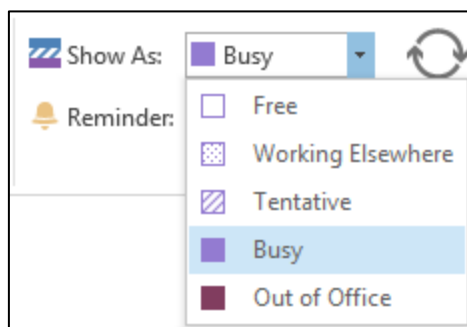 Show As: Busy
Reminder:
Free
Working Elsewhere
Tentative
Busy
Out of Office